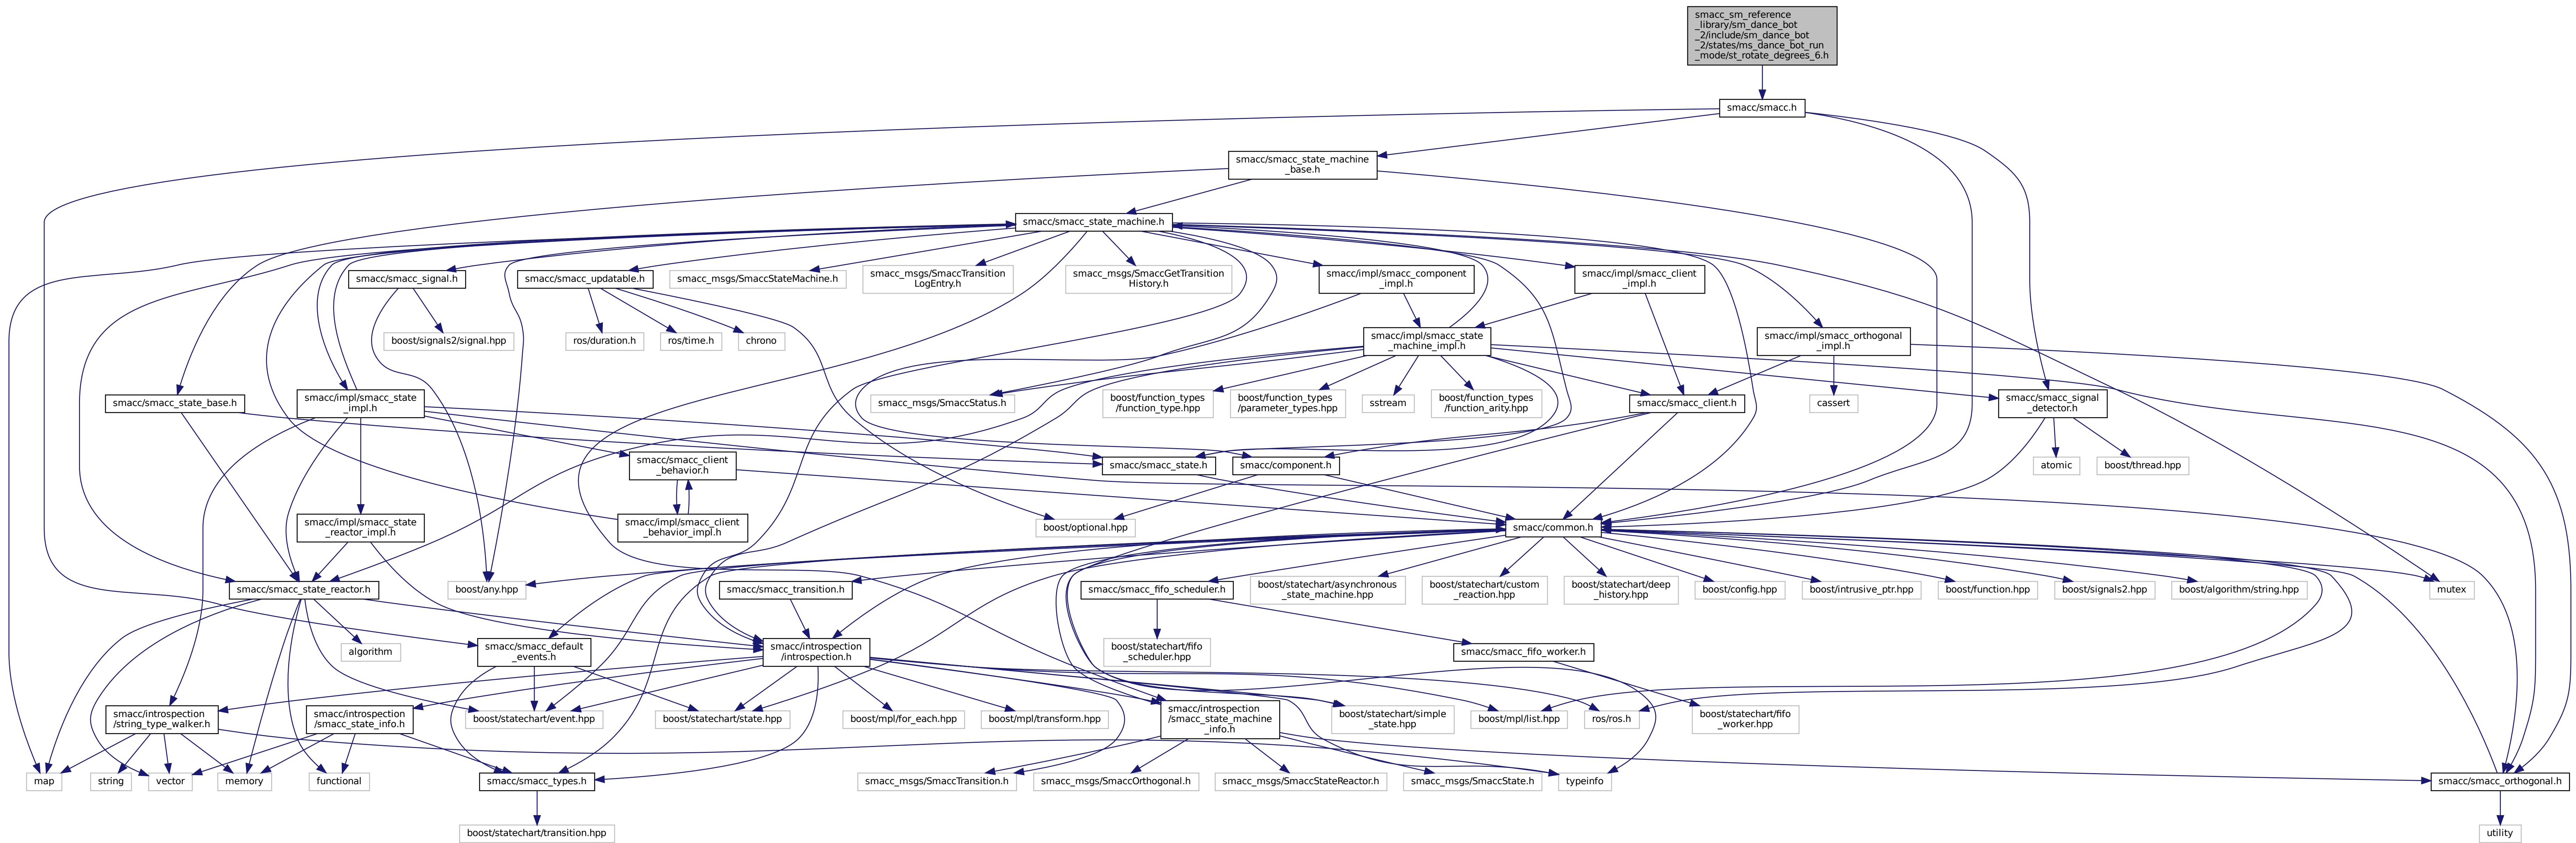 smacc_sm_reference
_library/sm_dance_bot
_2/include/sm_dance_bot
_2/states/ms_dance_bot_run
_mode/st_rotate_degrees_6.h
smacc/smacc.h
smacc/smacc_state_machine
_base.h
smacc/smacc_state_machine.h
smacc/smacc_signal.h
smacc/smacc_updatable.h
smacc_msgs/SmaccStateMachine.h
smacc_msgs/SmaccTransition
LogEntry.h
smacc_msgs/SmaccGetTransition
History.h
smacc/impl/smacc_component
_impl.h
smacc/impl/smacc_client
_impl.h
boost/signals2/signal.hpp
ros/duration.h
ros/time.h
chrono
smacc/impl/smacc_state
_machine_impl.h
smacc/impl/smacc_orthogonal
_impl.h
smacc/smacc_state_base.h
smacc/impl/smacc_state
_impl.h
smacc_msgs/SmaccStatus.h
boost/function_types
/function_type.hpp
boost/function_types
/parameter_types.hpp
sstream
boost/function_types
/function_arity.hpp
smacc/smacc_client.h
cassert
smacc/smacc_signal
_detector.h
smacc/smacc_client
_behavior.h
smacc/smacc_state.h
smacc/component.h
atomic
boost/thread.hpp
smacc/impl/smacc_state
_reactor_impl.h
smacc/impl/smacc_client
_behavior_impl.h
boost/optional.hpp
smacc/common.h
smacc/smacc_state_reactor.h
boost/any.hpp
smacc/smacc_transition.h
smacc/smacc_fifo_scheduler.h
boost/statechart/asynchronous
_state_machine.hpp
boost/statechart/custom
_reaction.hpp
boost/statechart/deep
_history.hpp
boost/config.hpp
boost/intrusive_ptr.hpp
boost/function.hpp
boost/signals2.hpp
boost/algorithm/string.hpp
mutex
algorithm
smacc/smacc_default
_events.h
smacc/introspection
/introspection.h
boost/statechart/fifo
_scheduler.hpp
smacc/smacc_fifo_worker.h
smacc/introspection
/string_type_walker.h
smacc/introspection
/smacc_state_info.h
boost/statechart/event.hpp
boost/statechart/state.hpp
boost/mpl/for_each.hpp
boost/mpl/transform.hpp
smacc/introspection
/smacc_state_machine
_info.h
boost/statechart/simple
_state.hpp
boost/mpl/list.hpp
ros/ros.h
boost/statechart/fifo
_worker.hpp
map
string
vector
memory
functional
smacc/smacc_types.h
smacc_msgs/SmaccTransition.h
smacc_msgs/SmaccOrthogonal.h
smacc_msgs/SmaccStateReactor.h
smacc_msgs/SmaccState.h
typeinfo
smacc/smacc_orthogonal.h
boost/statechart/transition.hpp
utility